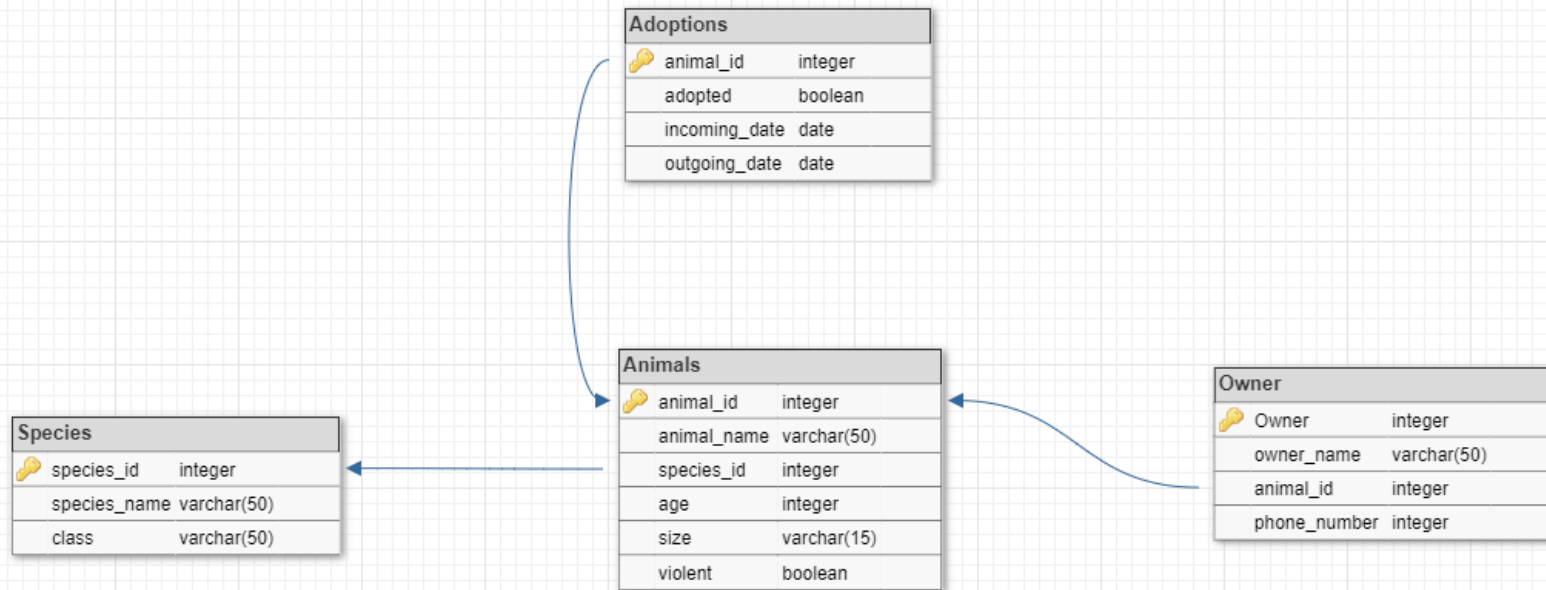 Adoptions
animal_id integer
adopted boolean
incoming_date date
outgoing_date date
Animals
animal_id integer
animal_name varchar(50)
species_id integer
age integer
size varchar(15)
violent boolean
Species
species_id integer
species_name varchar(50)
class varchar(50)
Owner
Owner integer
owner_name varchar(50)
animal_id integer
phone_number integer